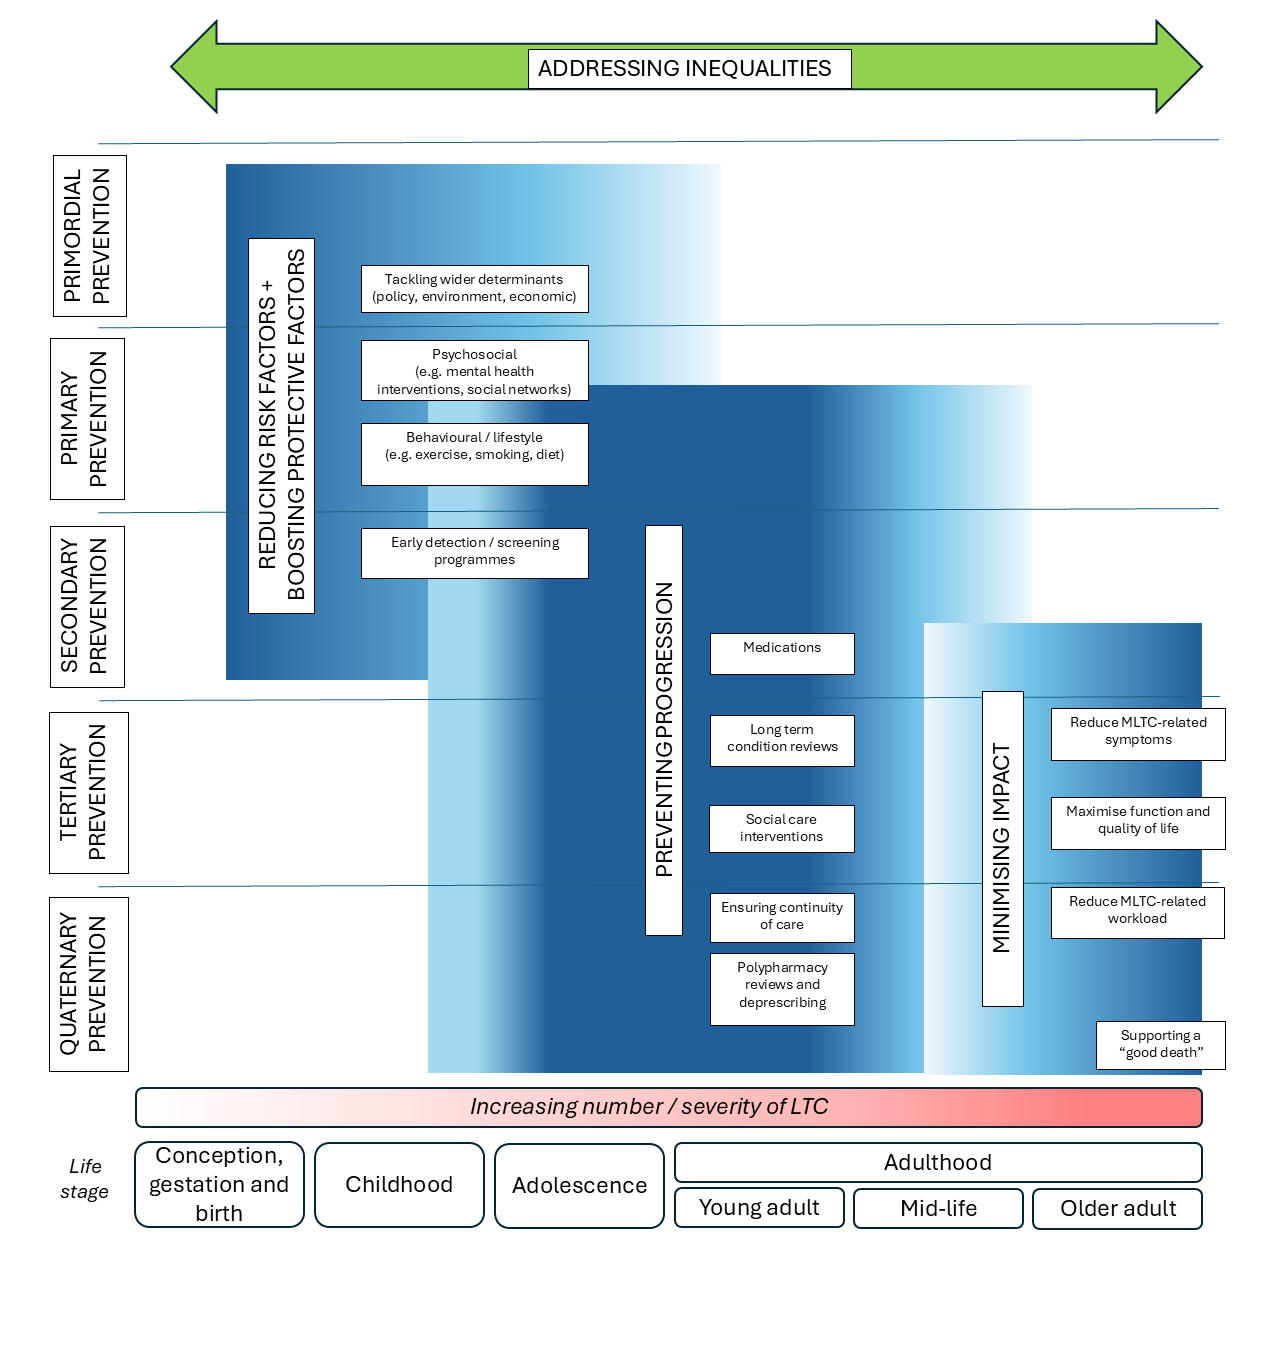 ADDRESSING INEQUALITIES
PRIMORDIAL
PREVENTION
PRIMARY
PREVENTION
SECONDARY
PREVENTION
TERTIARY
PREVENTION
QUATERNARY
PREVENTION
REDUCING RISK FACTORS +
BOOSTING PROTECTIVE FACTORS
Tackling wider determinants
(policy, environment, economic)
Psychosocial
(e.g. mental health
interventions, social networks)
Behavioural / lifestyle
(e.g. exercise, smoking, diet)
Early detection / screening
programmes
PREVENTING PROGRESSION
Medications
Long term
condition reviews
Social care
interventions
Ensuring continuity
of care
Polypharmacy
reviews and
deprescribing
MINIMISING IMPACT
Reduce MLTC-related
symptoms
Maximise function and
quality of life
Reduce MLTC-related
workload
Supporting a
“good death”
Increasing number / severity of LTC
Life
stage
Conception,
gestation and
birth
Childhood
Adolescence
Adulthood
Young adult
Mid-life
Older adult